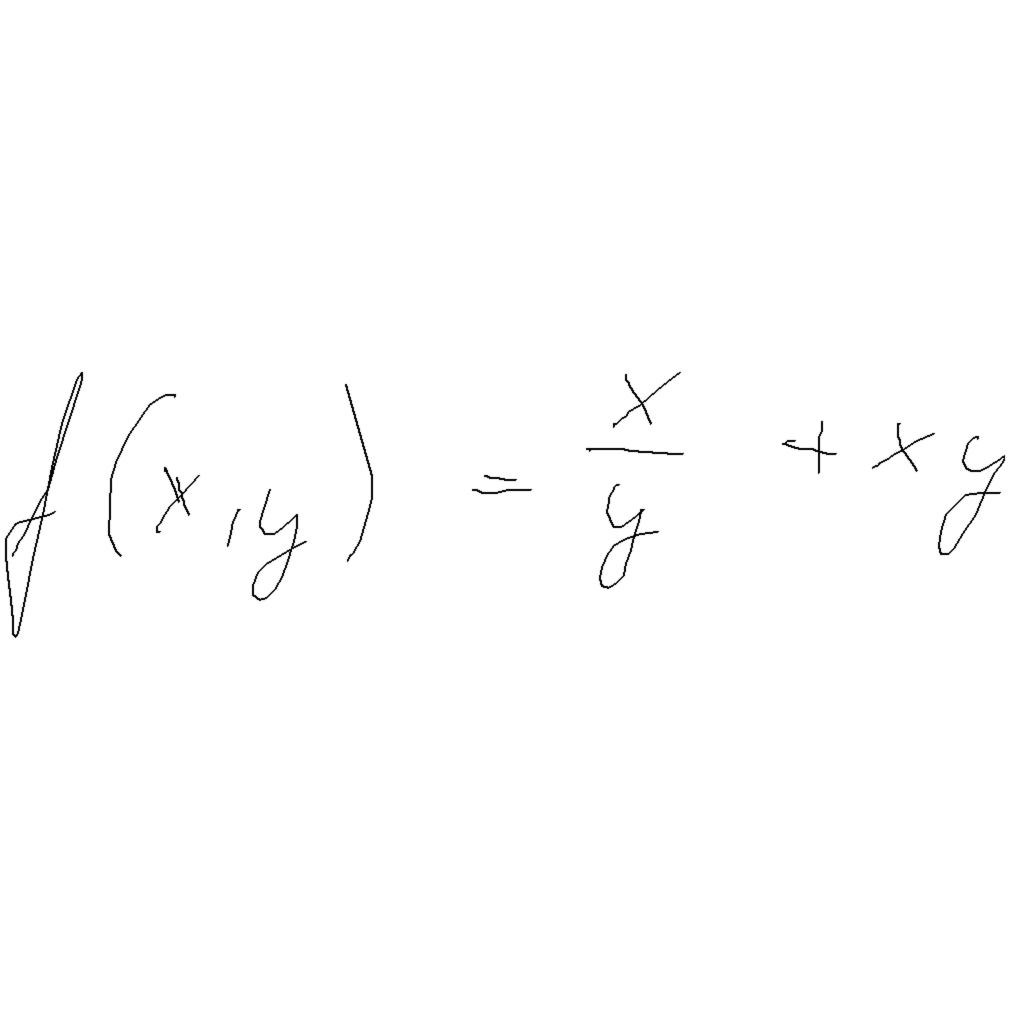 f(x,y) = x/y + xy